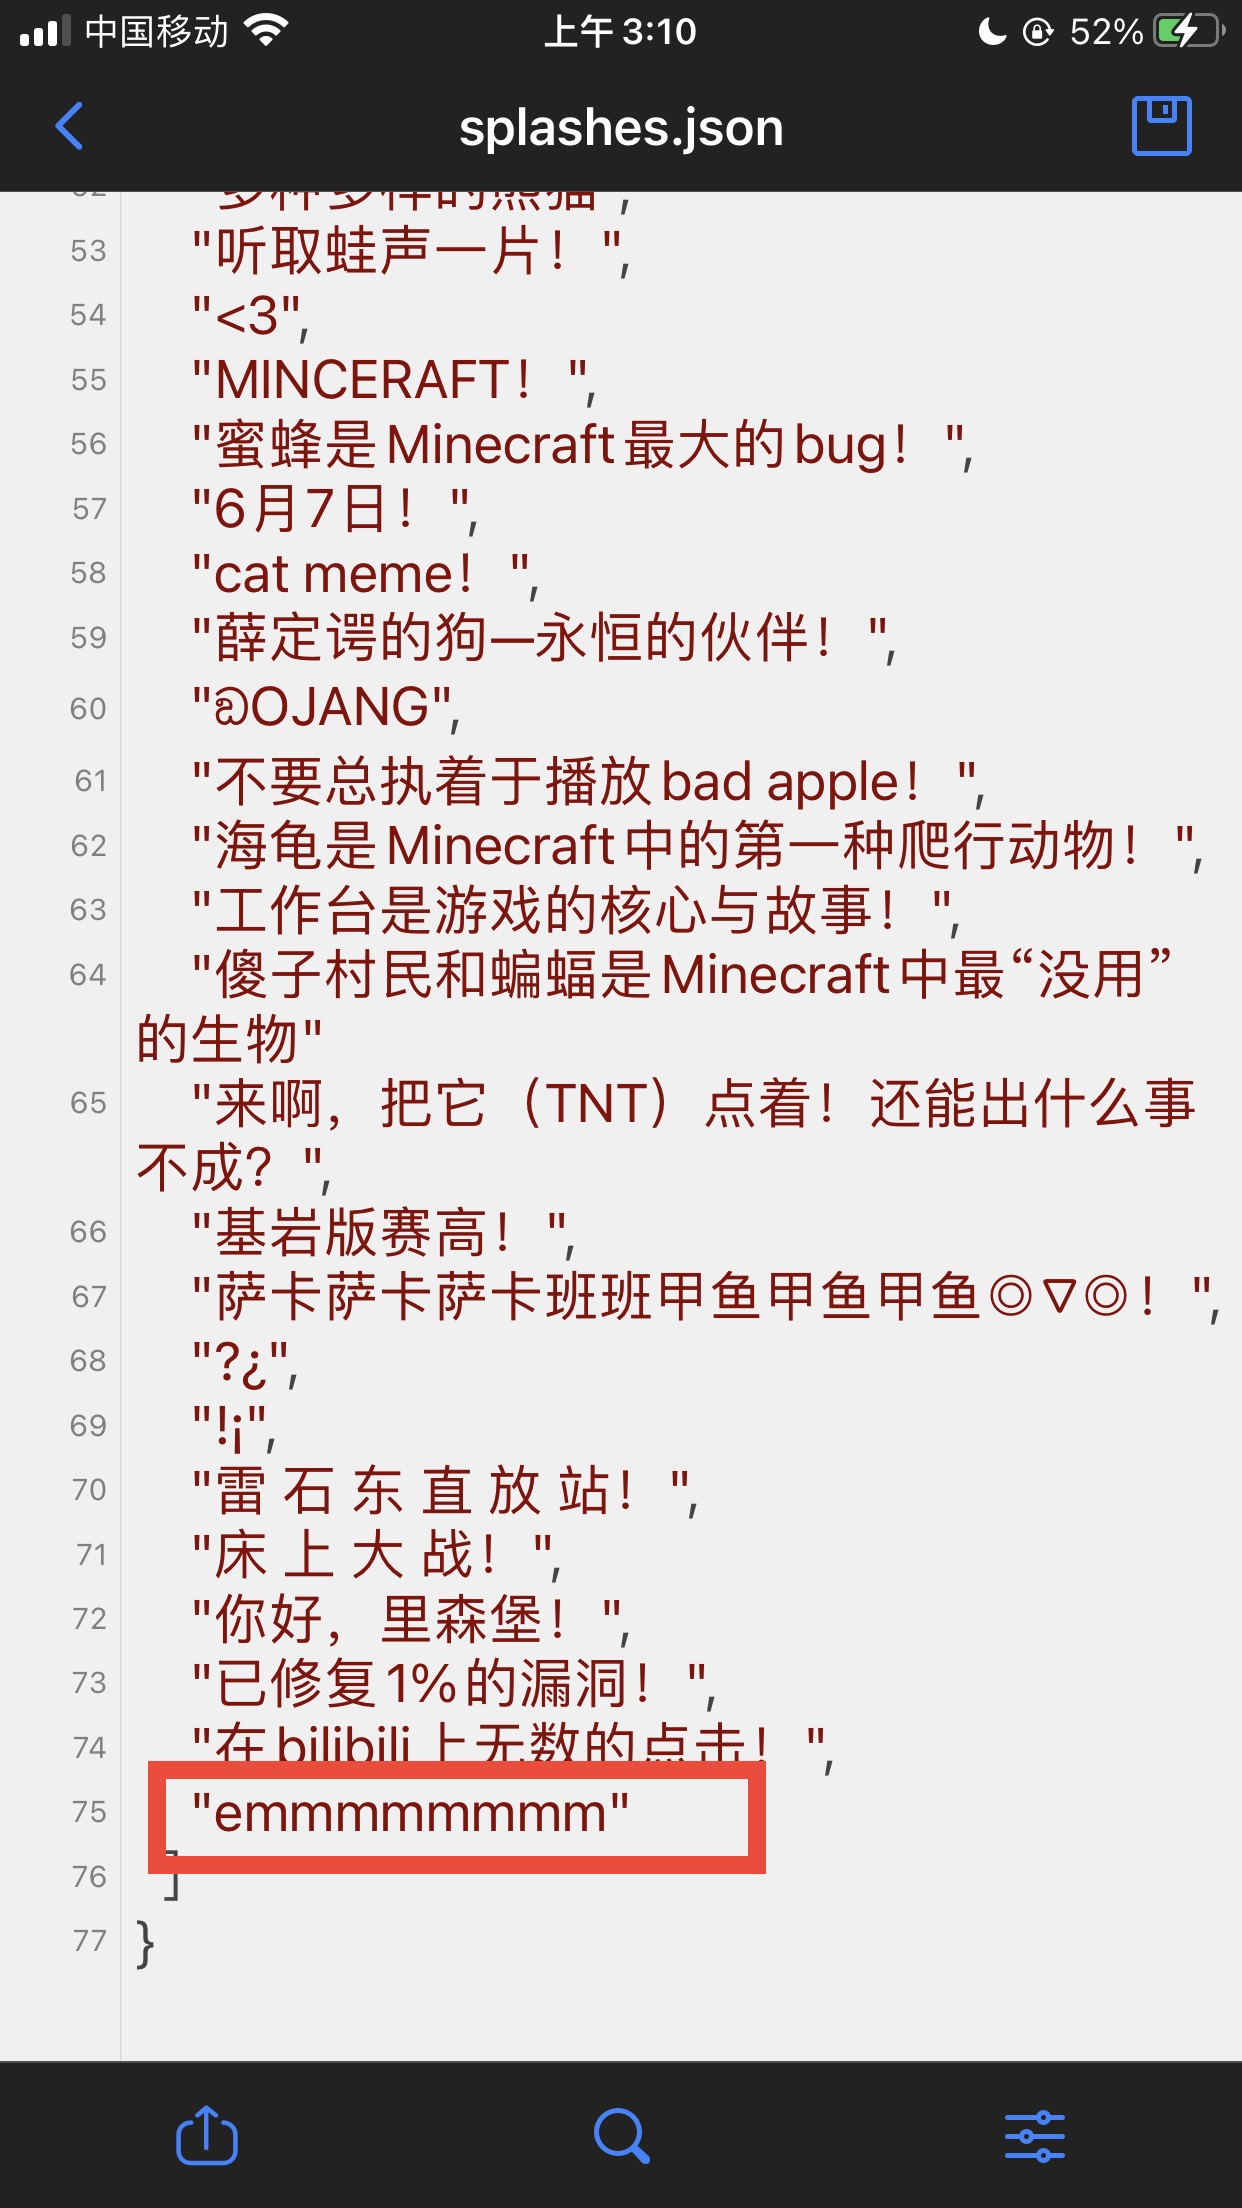 中国移动 上午3:10 52%
splashes.json
52 "多种多样的熊猫",
53 "听取蛙声一片！",
54 "<3",
55 "MINCERAFT！",
56 "蜜蜂是Minecraft最大的bug！",
57 "6月7日！",
58 "cat meme！",
59 "薛定谔的狗—永恒的伙伴！",
60 OJANG",
61 "不要总执着于播放bad apple！",
62 "海龟是Minecraft中的第一种爬行动物！",
63 "工作台是游戏的核心与故事！",
64 "傻子村民和蝙蝠是Minecraft中最“没用”
的生物"
65 "来啊，把它（TNT）点着！还能出什么事
不成？",
66 "基岩版赛高！",
67 "萨卡萨卡萨卡班班甲鱼甲鱼甲鱼◎▽◎！",
68 "?¿",
69 "!¡",
70 "雷 石 东 直 放 站！",
71 "床 上 大 战！",
72 "你好，里森堡！",
73 "已修复1%的漏洞！",
74 "在bilibili上无数的点击！",
75 "emmmmmmmmm"
76 ]
77 }